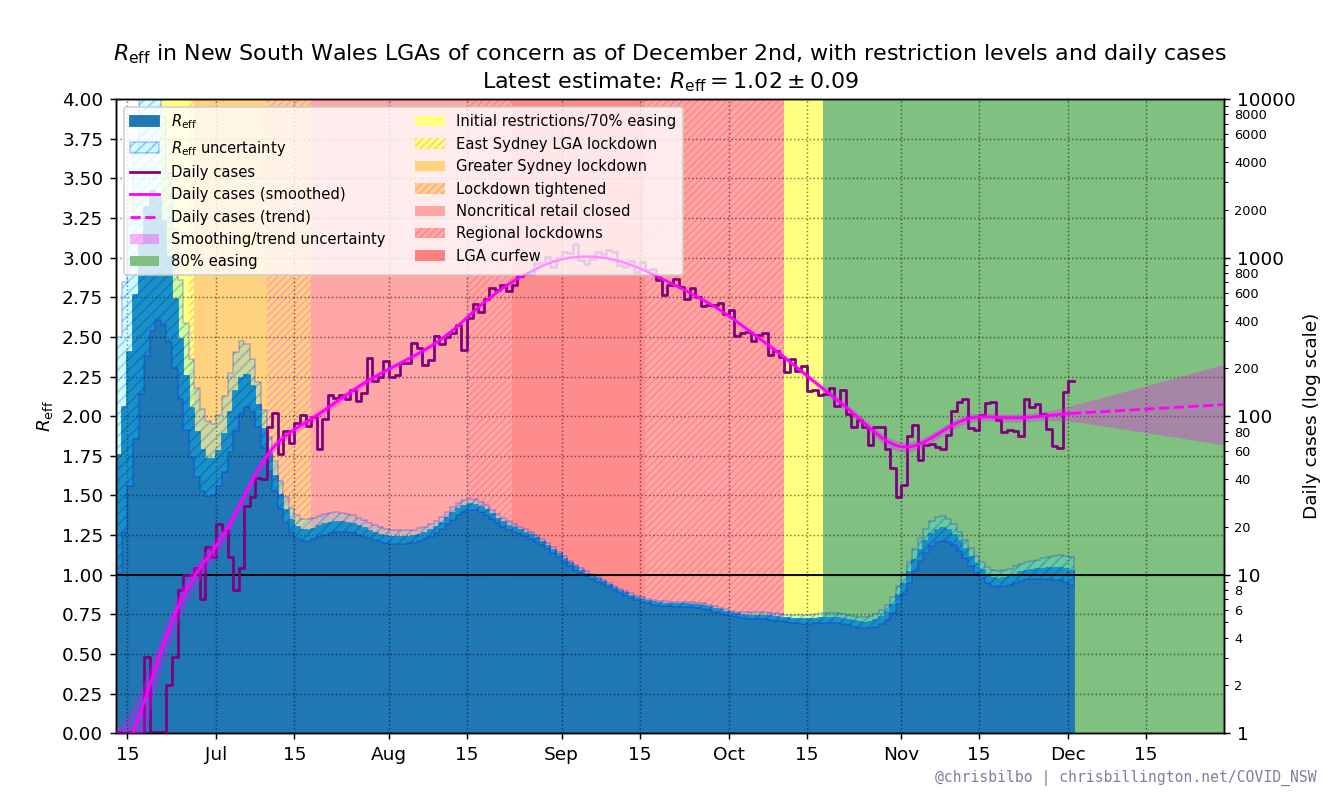 R_eff in New South Wales LGAs of concern as of December 2nd, with restriction levels and daily cases
Latest estimate: R_eff = 1.02 ± 0.09
R_eff
R_eff uncertainty
Daily cases
Daily cases (smoothed)
Daily cases (trend)
Smoothing/trend uncertainty
80% easing
Initial restrictions/70% easing
East Sydney LGA lockdown
Greater Sydney lockdown
Lockdown tightened
Noncritical retail closed
Regional lockdowns
LGA curfew
R_eff
4.00
3.75
3.50
3.25
3.00
2.75
2.50
2.25
2.00
1.75
1.50
1.25
1.00
0.75
0.50
0.25
0.00
15 Jul 15 Aug 15 Sep 15 Oct 15 Nov 15 Dec 15
10000
8000
6000
4000
2000
1000
800
600
400
200
100
80
60
40
20
10
8
6
4
2
1
Daily cases (log scale)
@chrisbilbo | chrisbillington.net/COVID_NSW